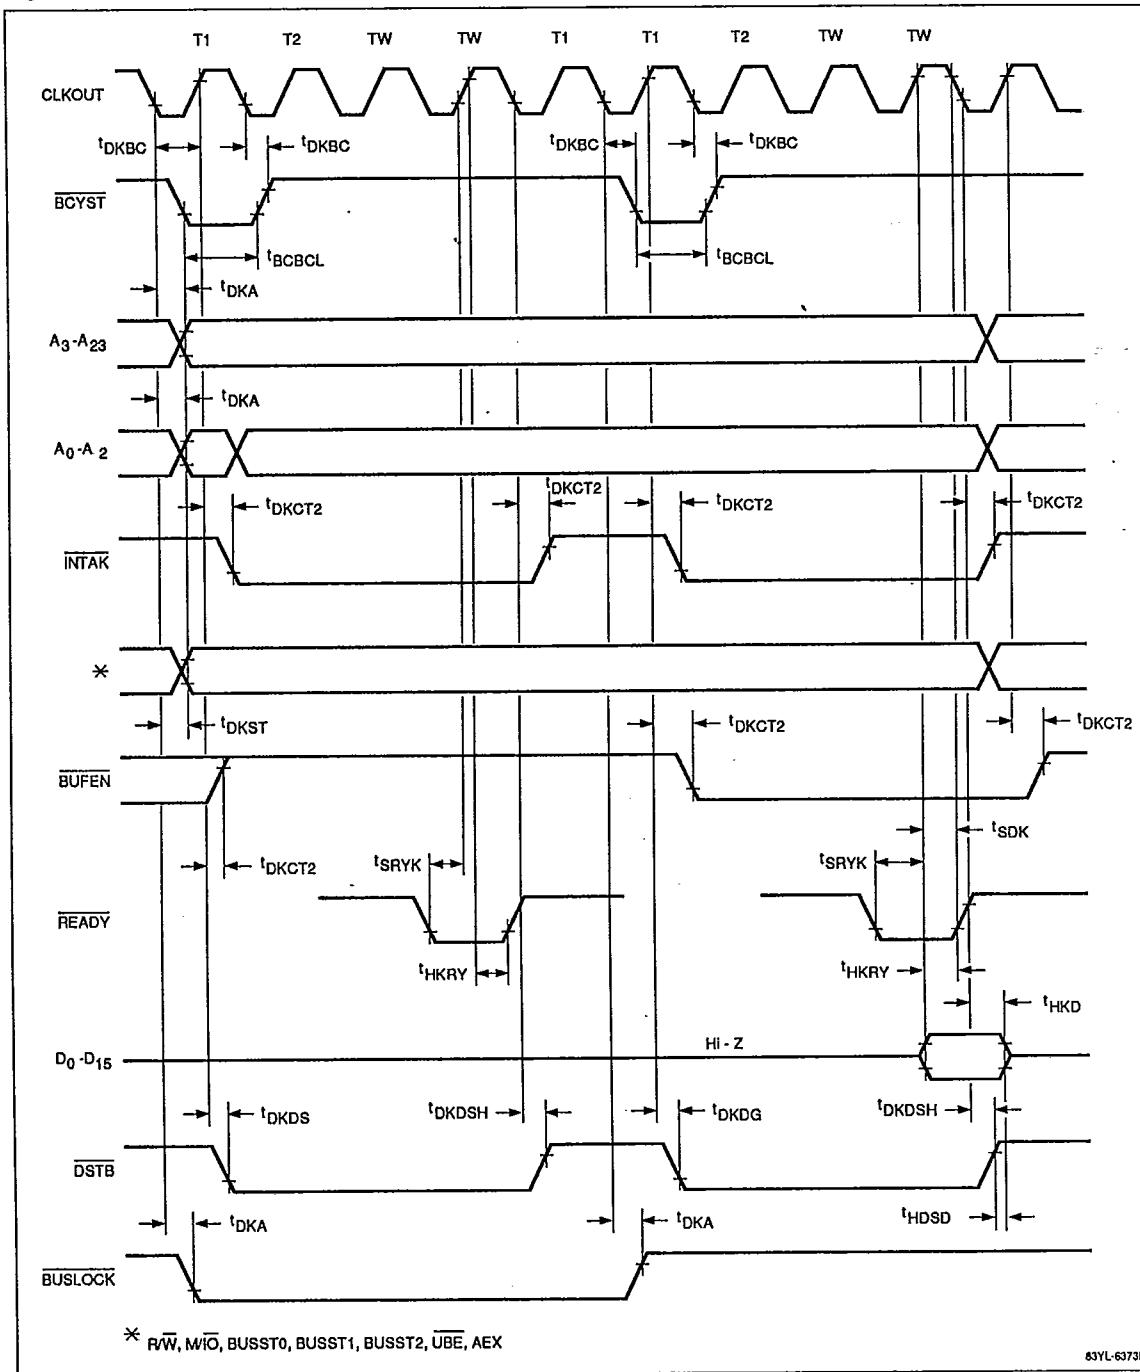 T1 T2 TW TW T1 T1 T2 TW TW
CLKOUT
tDKBC tDKBC tDKBC tDKBC
BCYST
tBCBCL tBCBCL
tDKA
A3-A23
tDKA
A0-A2
tDKCT2 tDKCT2 tDKCT2 tDKCT2
INTAK
*
tDKST tDKCT2 tDKCT2
BUFEN
tSDK
tDKCT2 tSRYK tSRYK
READY
tHKRY tHKRY
tHKD
D0-D15 Hi - Z
tDKDS tDKDSH tDKDG tDKDSH
DSTB
tDKA tDKA tHDSD
BUSLOCK
* R/W, M/IO, BUSST0, BUSST1, BUSST2, UBE, AEX